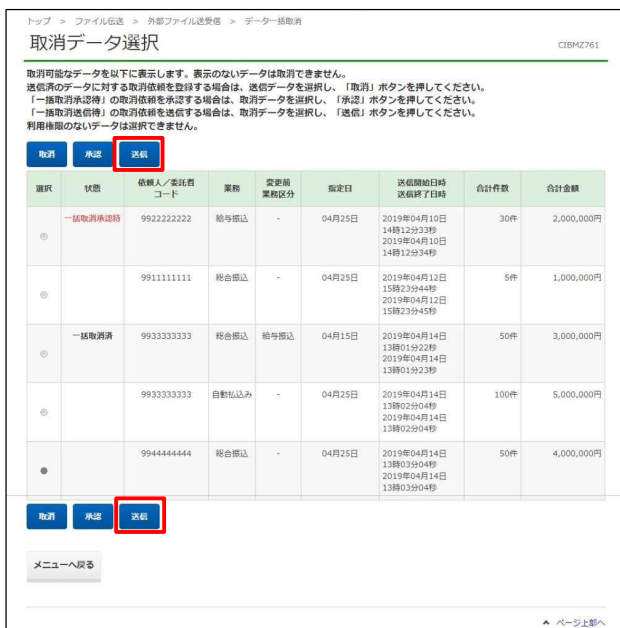 トップ > ファイル伝送 > 外部ファイル送受信 > データ一括取消
取消データ選択
CIBMZ761
取消可能なデータを以下に表示します。表示のないデータは取消できません。
送信済のデータに対する取消依頼を登録する場合は、送信データを選択し、「取消」ボタンを押してください。
「一括取消承認待」の取消依頼を承認する場合は、取消データを選択し、「承認」ボタンを押してください。
「一括取消送信待」の取消依頼を送信する場合は、取消データを選択し、「送信」ボタンを押してください。
利用権限のないデータは選択できません。
取消 承認 送信
選択 状態 依頼人/委託者コード 業務 変更前業務区分 指定日 送信開始日時 送信終了日時 合計件数 合計金額
一括取消承認待 9922222222 給与振込 - 04月25日 2019年04月10日 30件 2,000,000円
14時12分33秒
2019年04月10日
14時12分34秒
9911111111 総合振込 - 04月25日 2019年04月12日 5件 1,000,000円
15時23分44秒
2019年04月12日
15時23分45秒
一括取消済 9933333333 総合振込 給与振込 04月15日 2019年04月14日 50件 3,000,000円
13時01分22秒
2019年04月14日
13時01分23秒
9933333333 自動払込み - 04月25日 2019年04月14日 100件 5,000,000円
13時02分04秒
2019年04月14日
13時02分04秒
9944444444 総合振込 - 04月25日 2019年04月14日 50件 4,000,000円
13時03分04秒
2019年04月14日
13時03分04秒
取消 承認 送信
メニューへ戻る
ページ上部へ